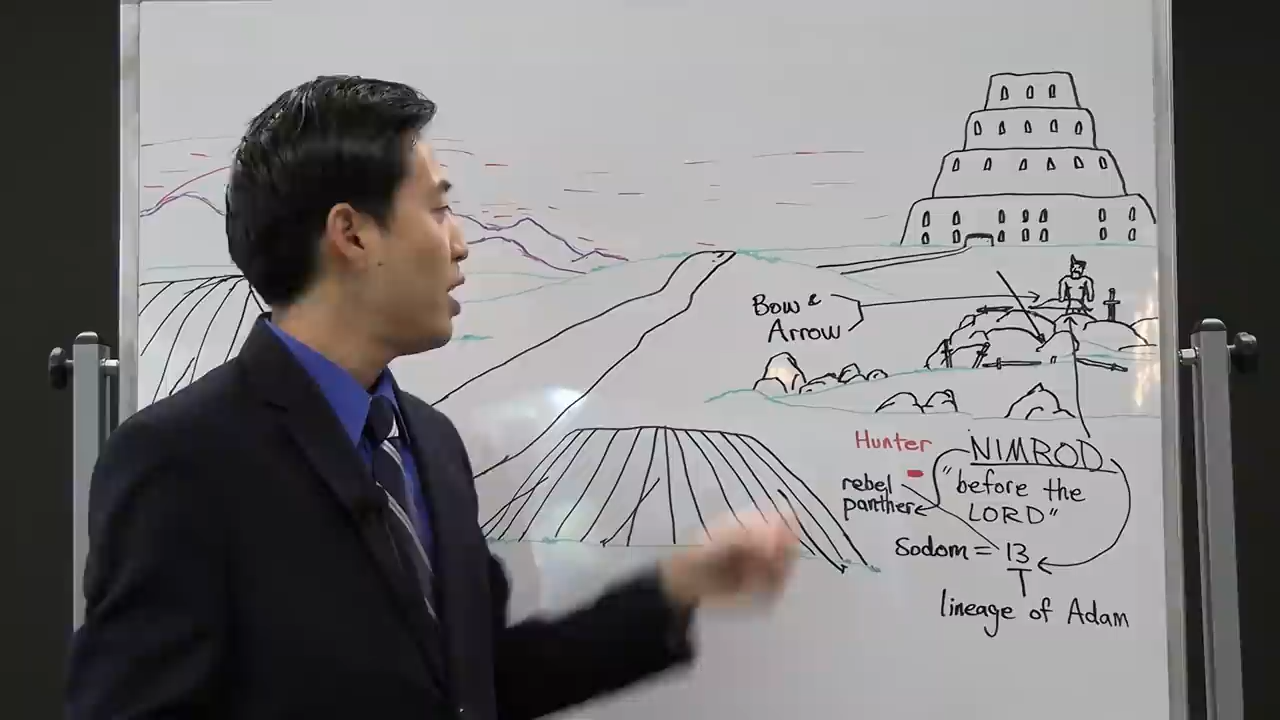 Bow &
Arrow
Hunter
NIMROD
rebel
panther
"before the
LORD"
Sodom = 13
lineage of Adam